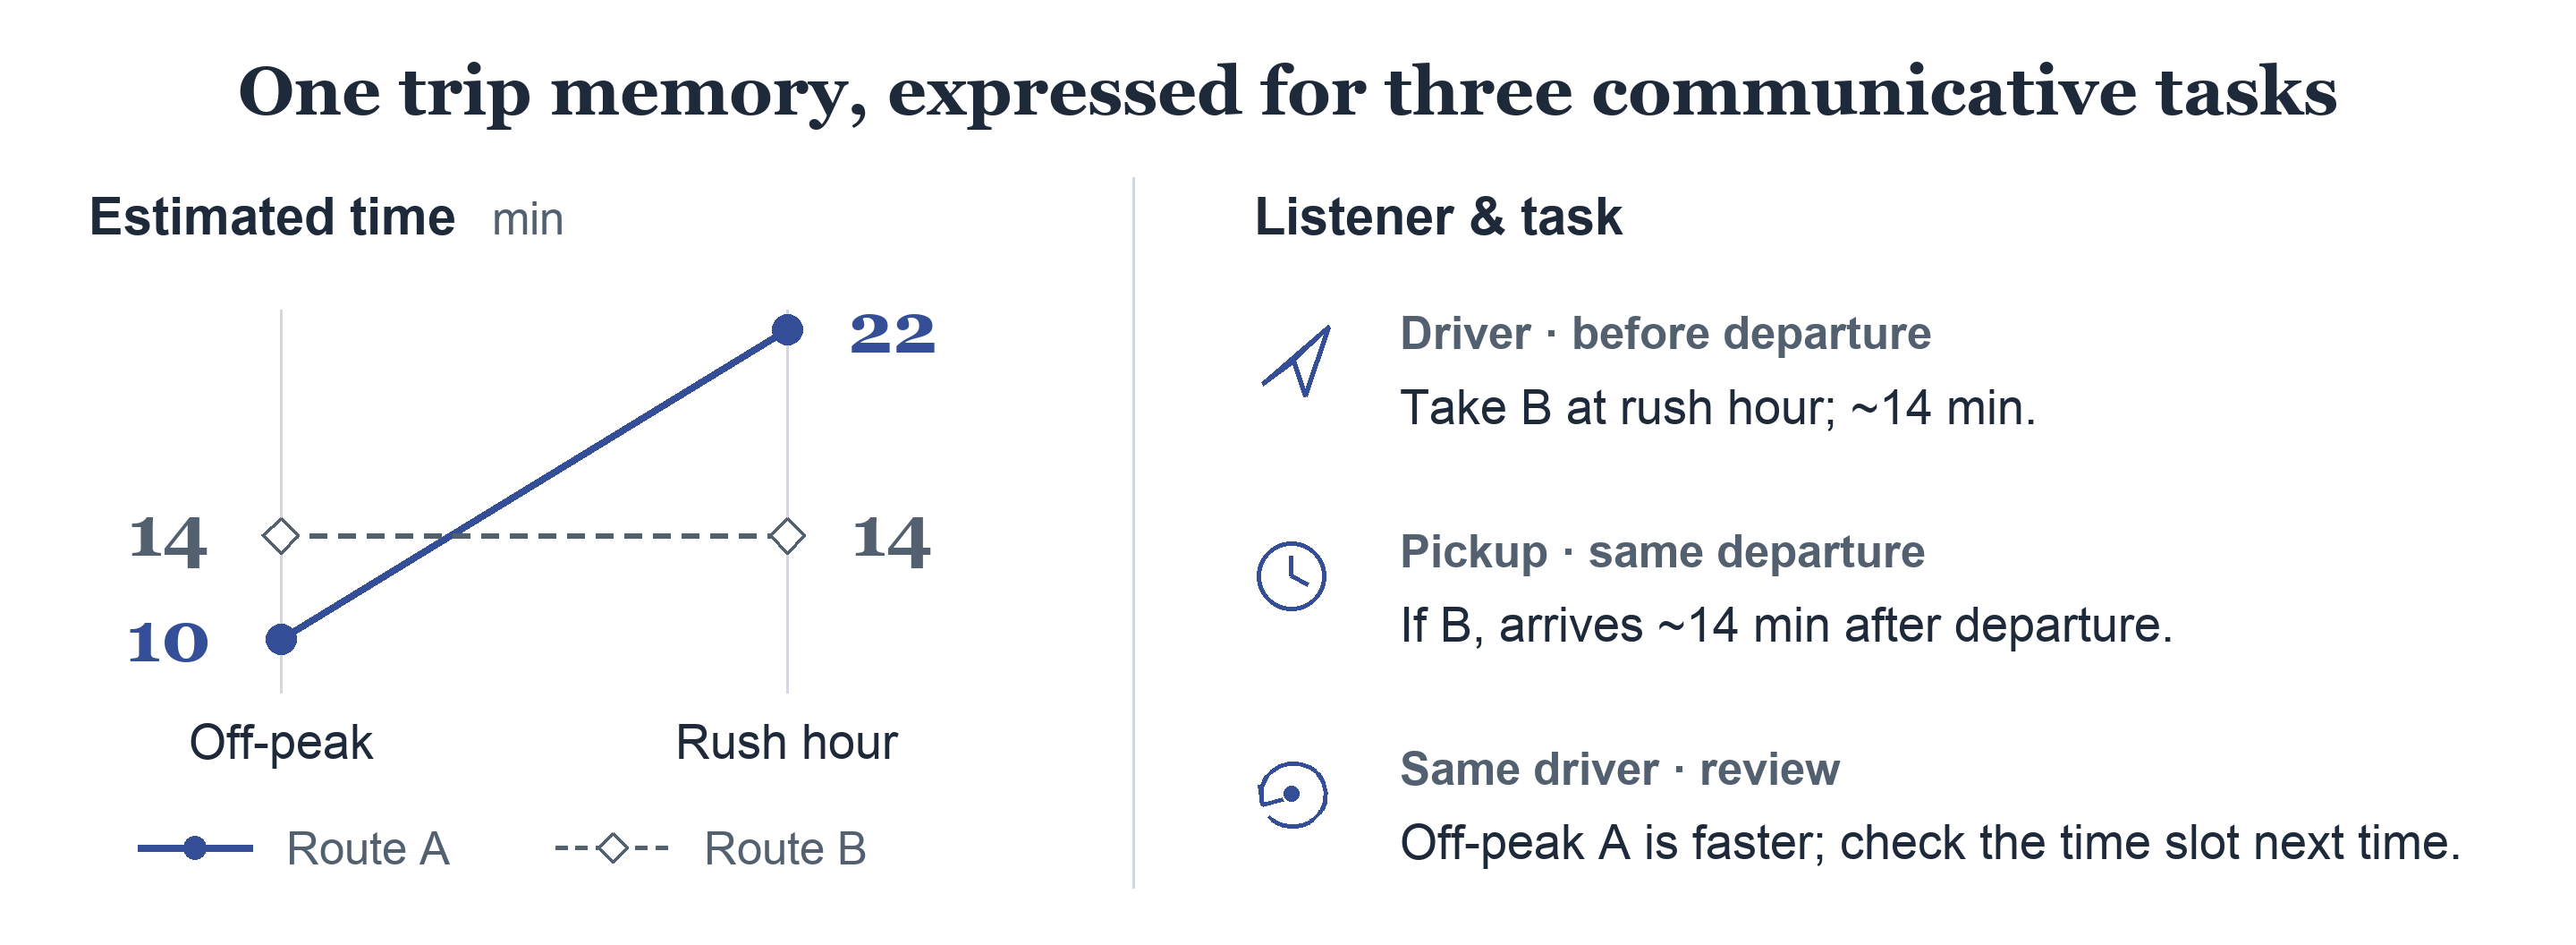 One trip memory, expressed for three communicative tasks
Estimated time min
22
14
14
10
Off-peak
Rush hour
Route A
Route B
Listener & task
Driver · before departure
Take B at rush hour; ~14 min.
Pickup · same departure
If B, arrives ~14 min after departure.
Same driver · review
Off-peak A is faster; check the time slot next time.